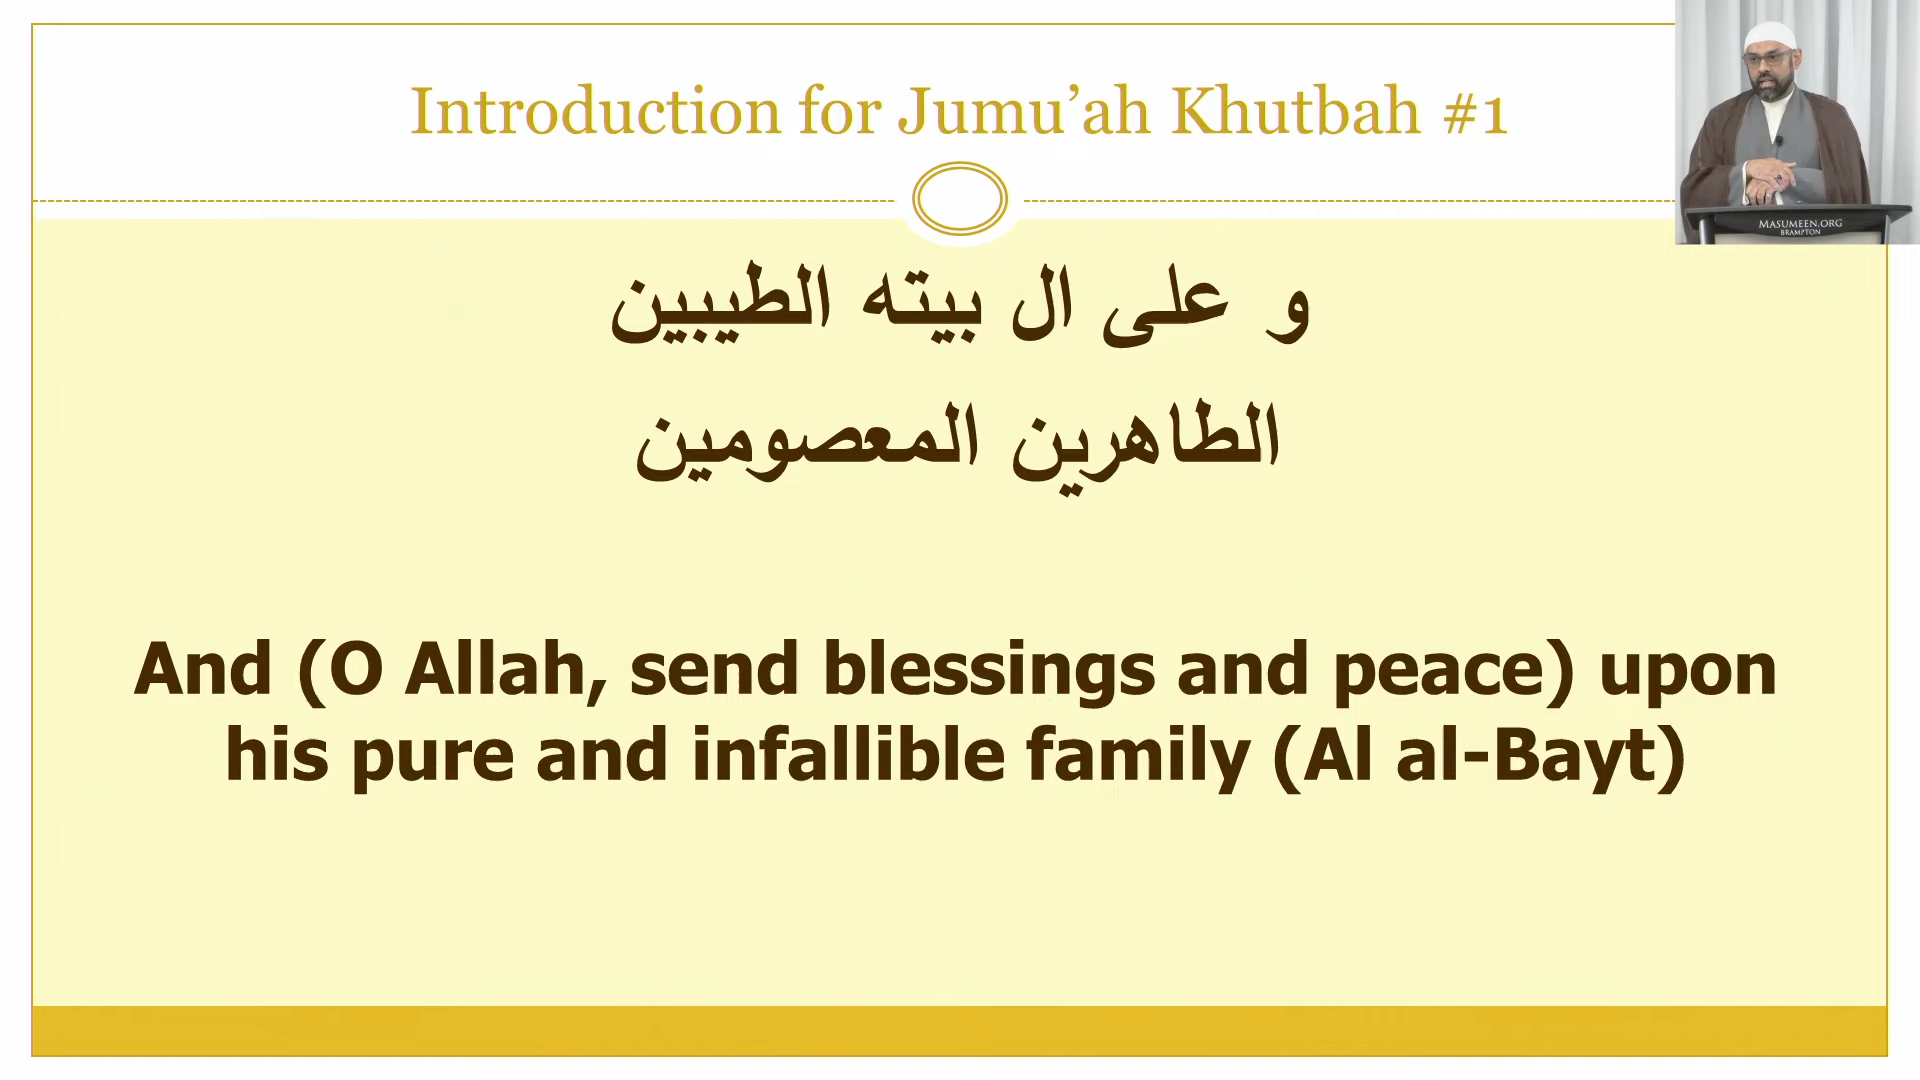 Introduction for Jumu’ah Khutbah #1
و على ال بيته الطيبين
الطاهرين المعصومين
And (O Allah, send blessings and peace) upon
his pure and infallible family (Al al-Bayt)
MASUMEEN.ORG
BRAMPTON